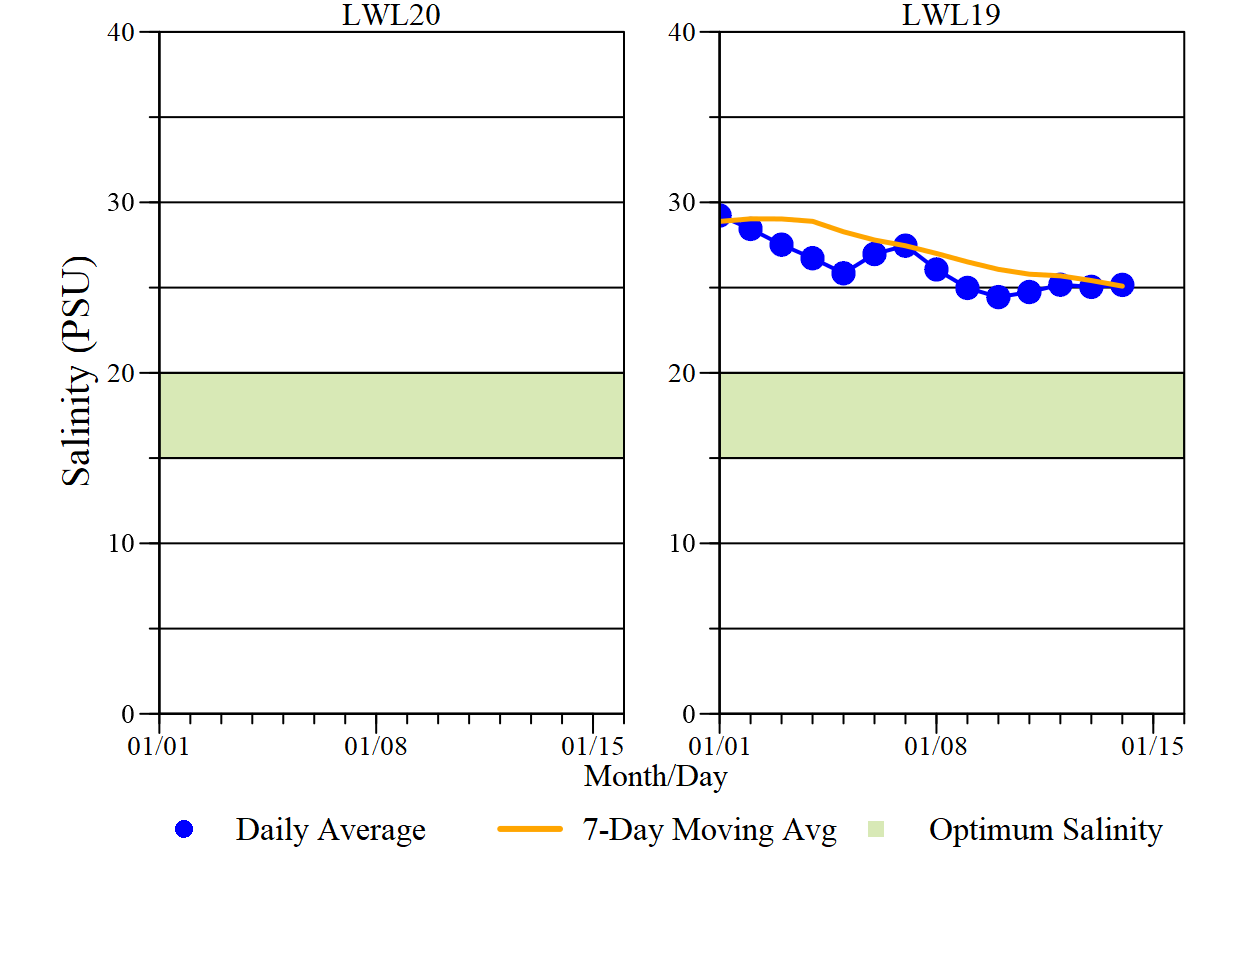 LWL20
LWL19
Salinity (PSU)
40
30
20
10
0
40
30
20
10
0
01/01
01/08
01/15
01/01
01/08
01/15
Month/Day
Daily Average
7-Day Moving Avg
Optimum Salinity